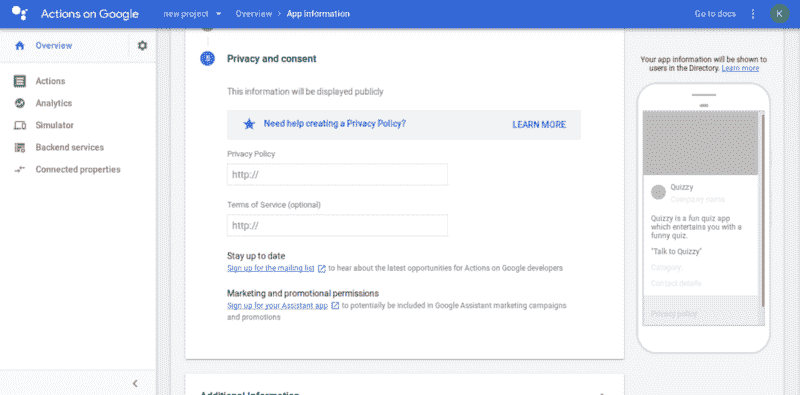 Actions on Google
new project
Overview > App information
Go to docs
K
Overview
Actions
Analytics
Simulator
Backend services
Connected properties
Privacy and consent
This information will be displayed publicly
Need help creating a Privacy Policy?
LEARN MORE
Privacy Policy
http://
Terms of Service (optional)
http://
Stay up to date
Sign up for the mailing list to hear about the latest opportunities for Actions on Google developers
Marketing and promotional permissions
Sign up for your Assistant app to potentially be included in Google Assistant marketing campaigns
and promotions
Additional Information
Your app information will be shown
to users in the Directory. Learn more
Quizzy
Company name
Quizzy is a fun quiz app
which entertains you with a
funny quiz.
"Talk to Quizzy"
Category
Contact details
Privacy policy